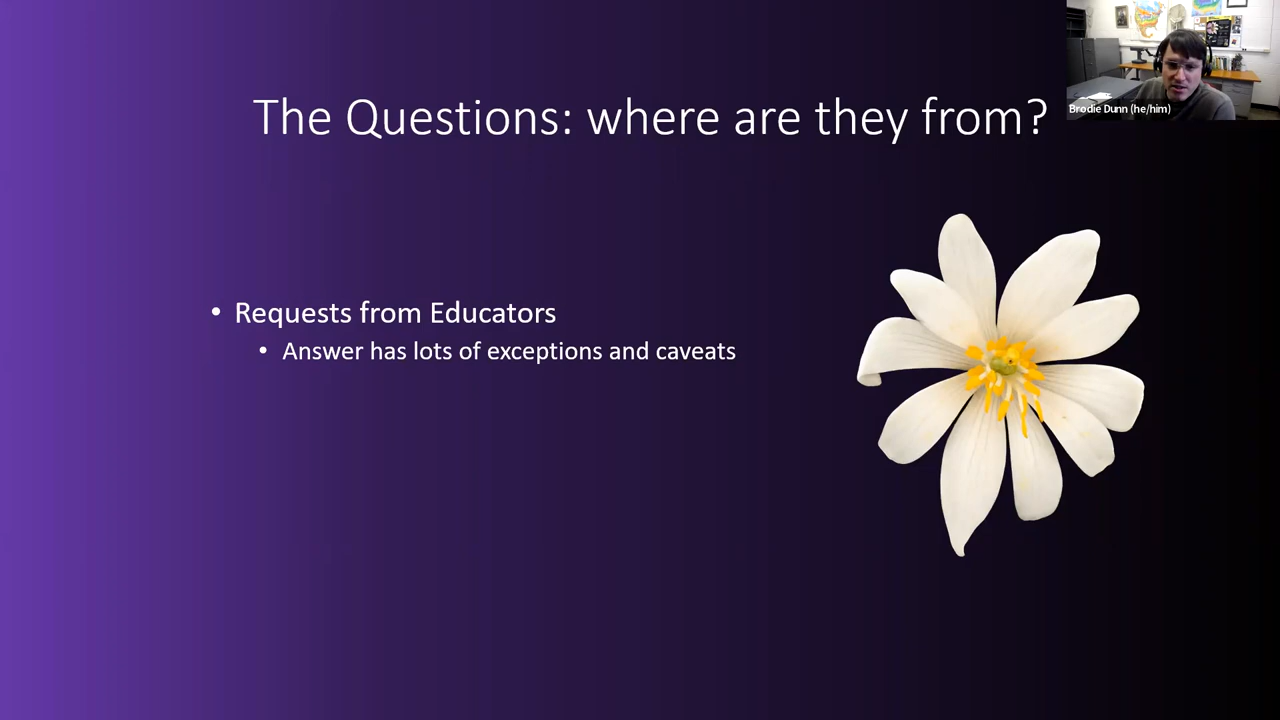 The Questions: where are they from?
Brodie Dunn (he/him)
• Requests from Educators
• Answer has lots of exceptions and caveats